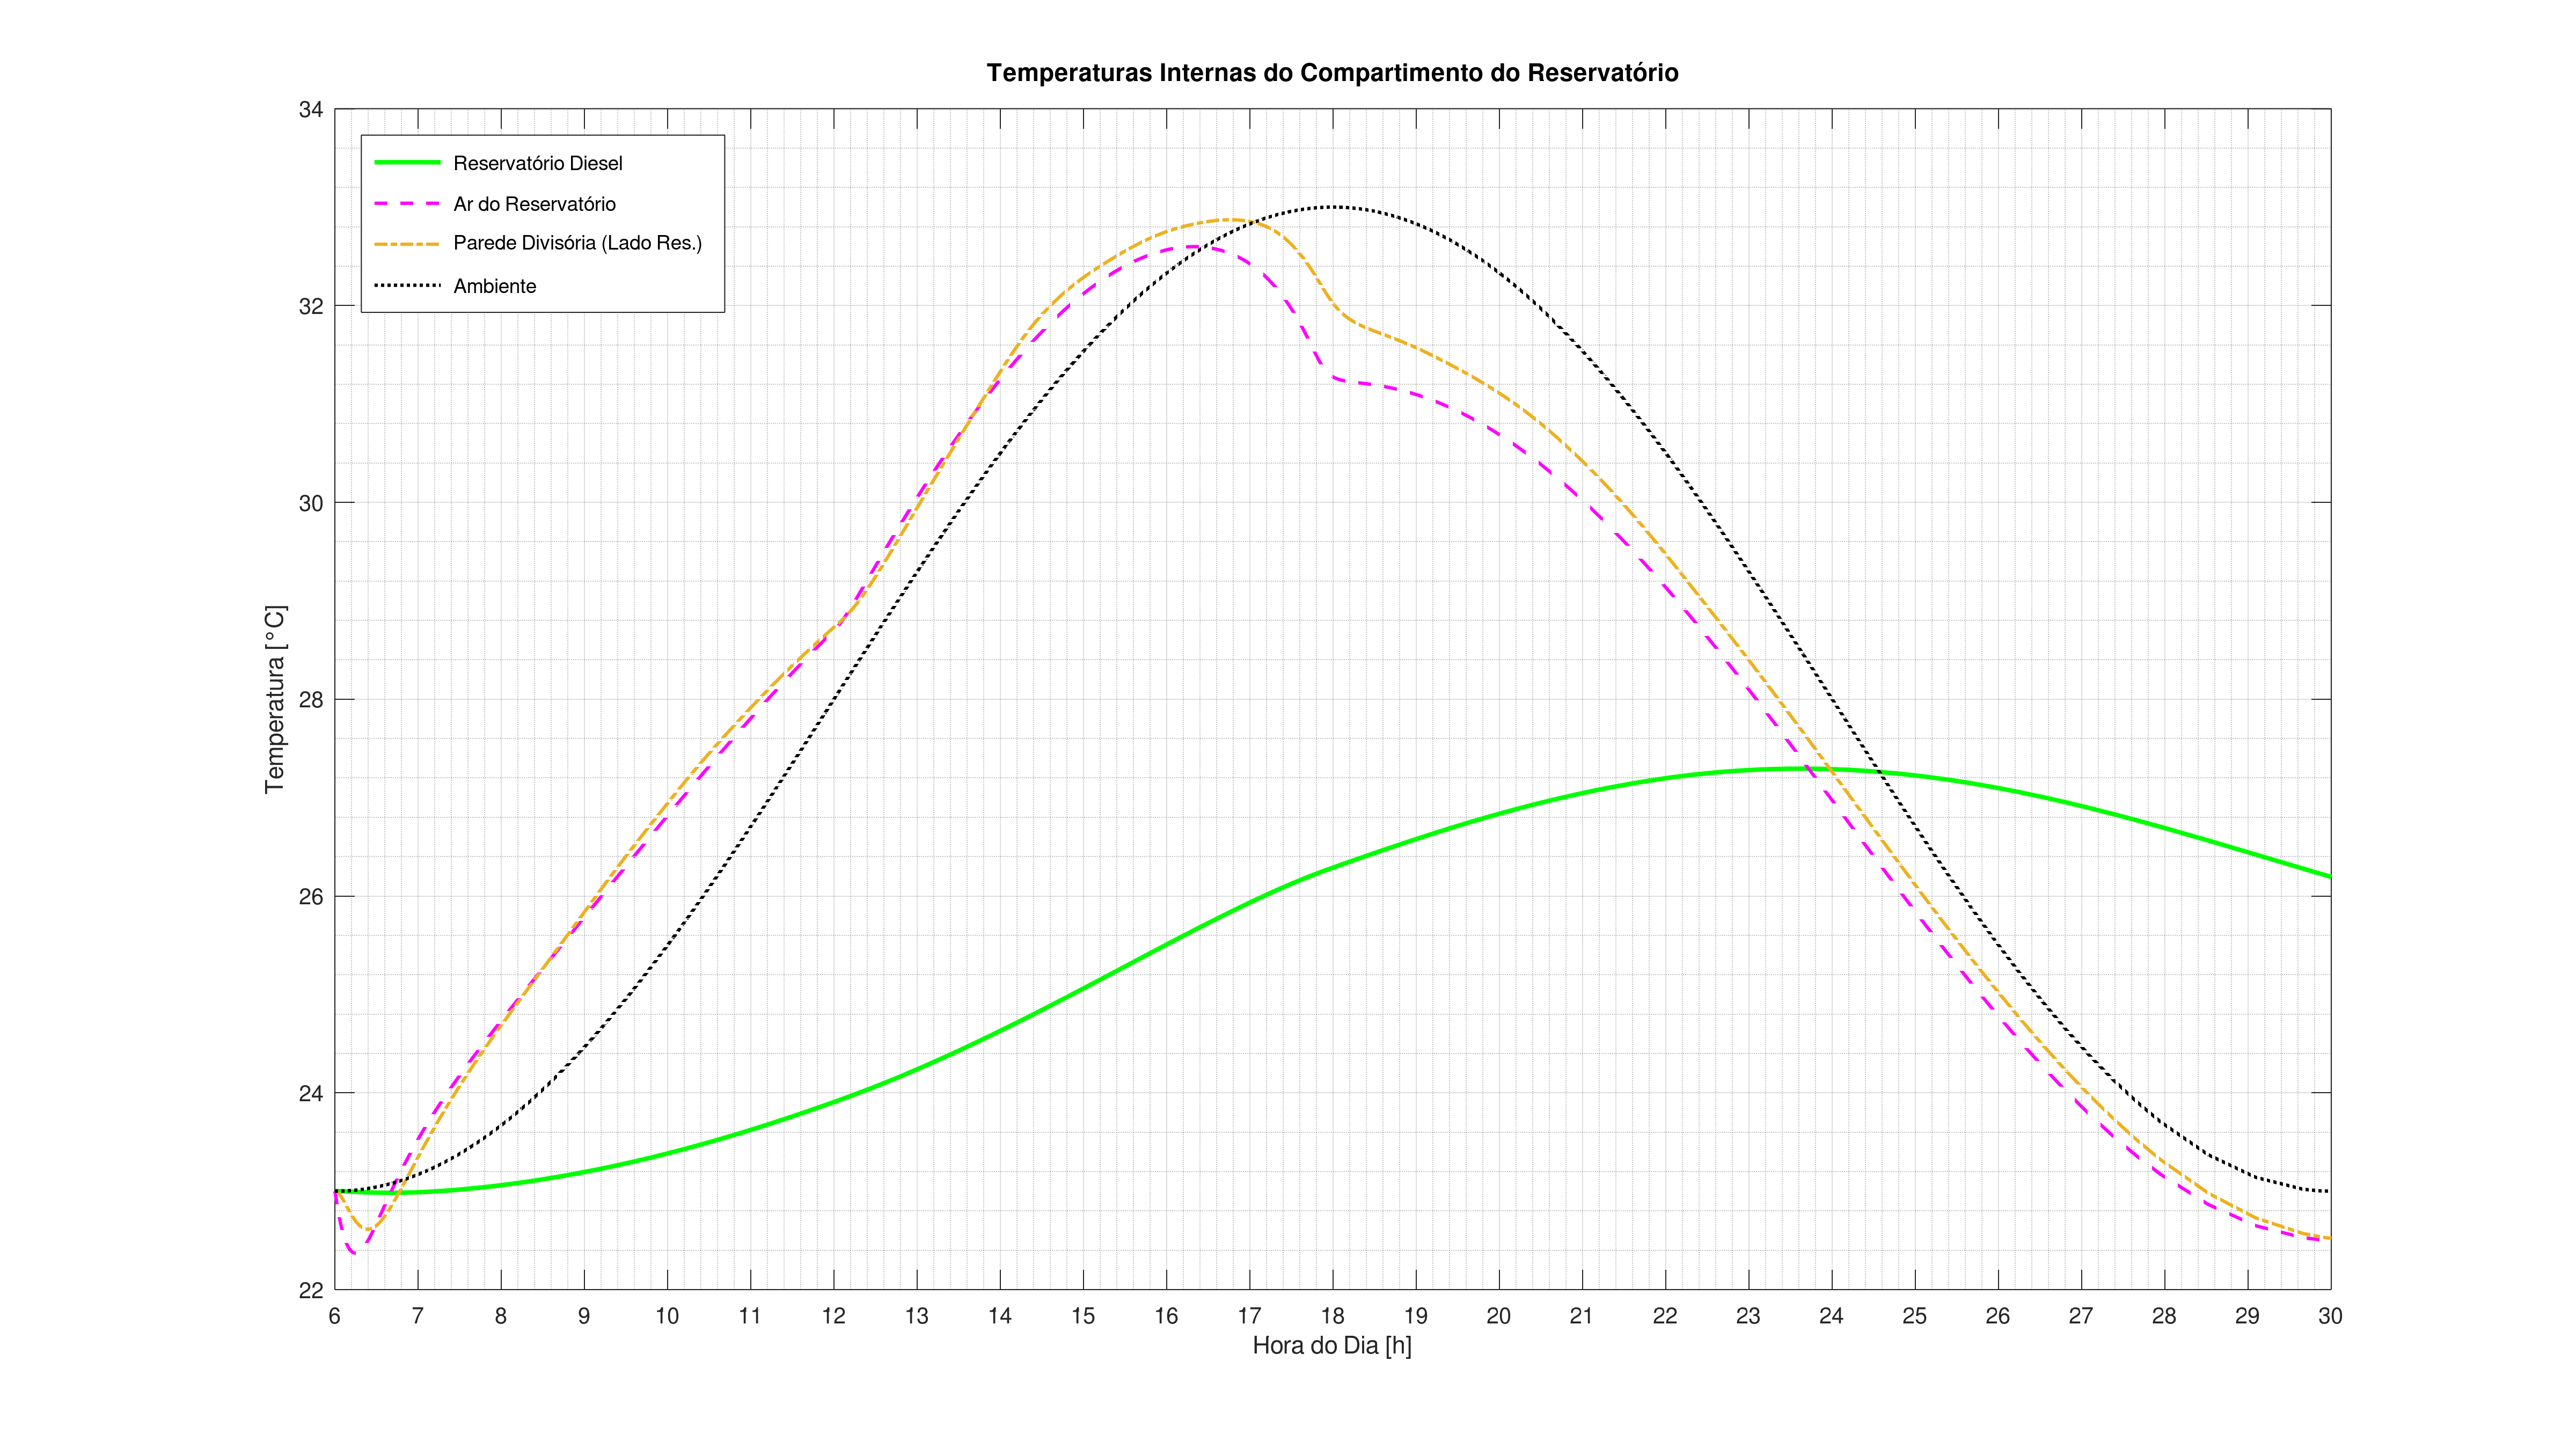 Temperaturas Internas do Compartimento do Reservatório
34
32
30
28
26
24
22
Reservatório Diesel
Ar do Reservatório
Parede Divisória (Lado Res.)
Ambiente
Temperatura [°C]
6 7 8 9 10 11 12 13 14 15 16 17 18 19 20 21 22 23 24 25 26 27 28 29 30
Hora do Dia [h]